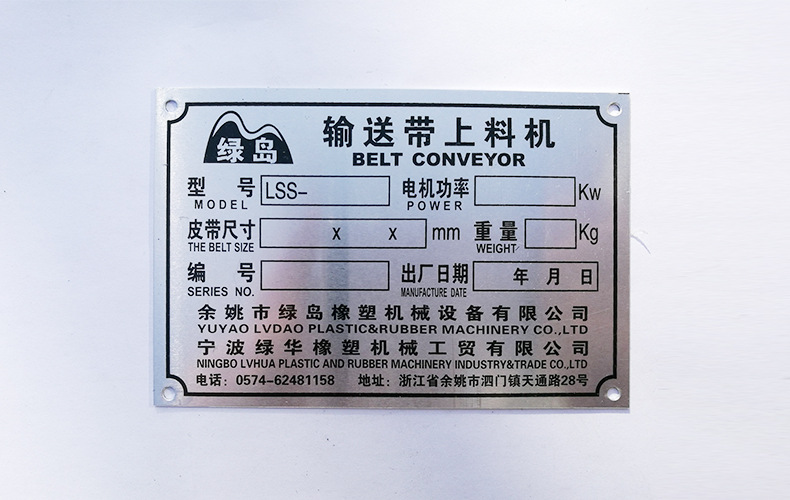 绿岛
输送带上料机
BELT CONVEYOR
型号 LSS- 电机功率 Kw
MODEL POWER
皮带尺寸 x x mm 重量 Kg
THE BELT SIZE WEIGHT
编号 出厂日期 年 月 日
SERIES NO. MANUFACTURE DATE
余姚市绿岛橡塑机械设备有限公司
YUYAO LVDAO PLASTIC&RUBBER MACHINERY CO.,LTD
宁波绿华橡塑机械工贸有限公司
NINGBO LVHUA PLASTIC AND RUBBER MACHINERY INDUSTRY&TRADE CO.,LTD
电话：0574-62481158 地址：浙江省余姚市泗门镇天通路28号